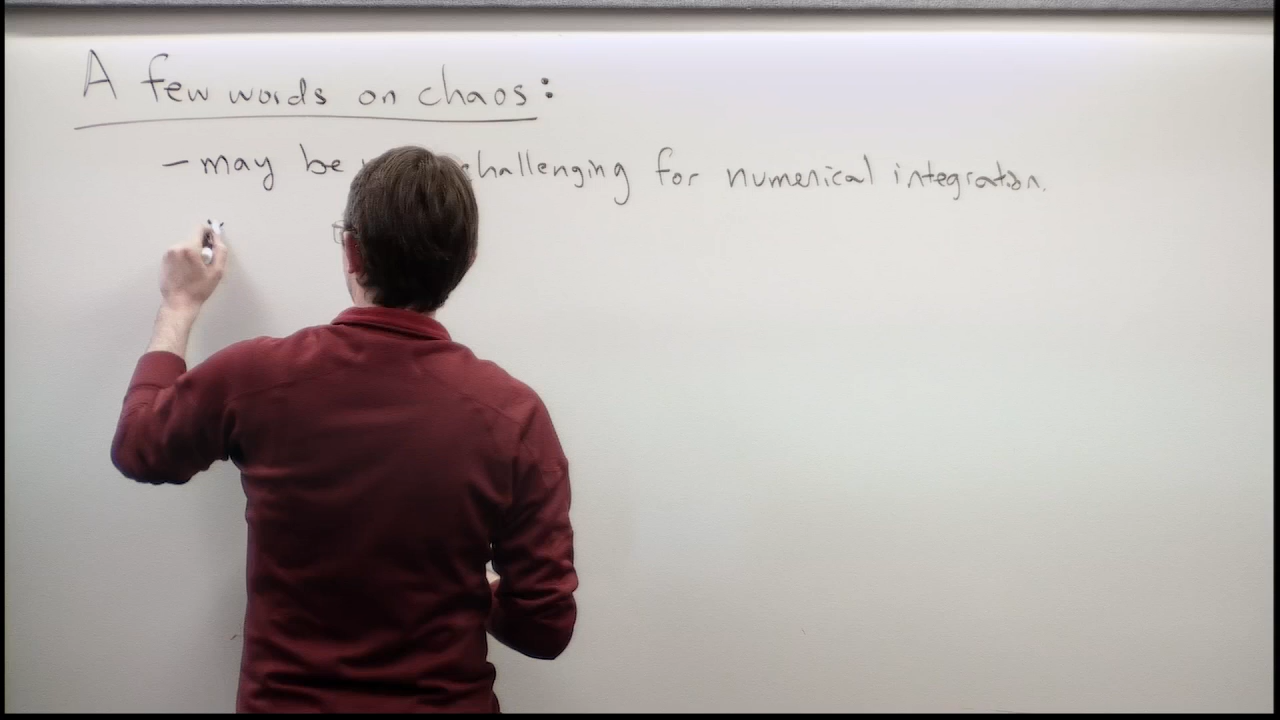 A few words on chaos:
- may be challenging for numerical integration.